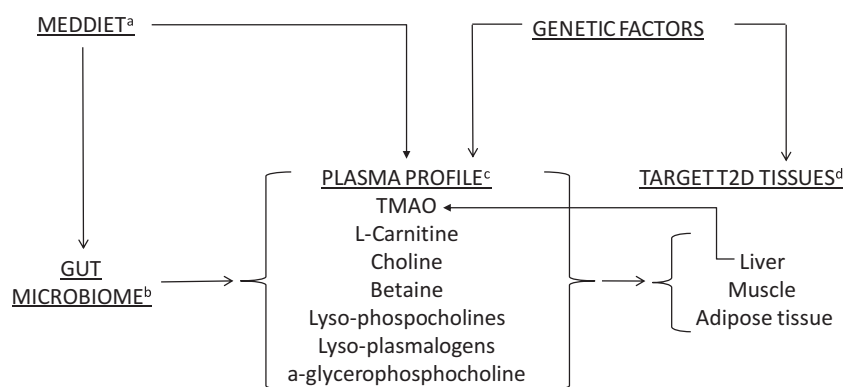 MEDDIETᵃ
GENETIC FACTORS
PLASMA PROFILEᶜ
TARGET T2D TISSUESᵈ
TMAO
L-Carnitine
Choline
Betaine
Lyso-phospocholines
Lyso-plasmalogens
a-glycerophosphocholine
GUT
MICROBIOMEᵇ
Liver
Muscle
Adipose tissue